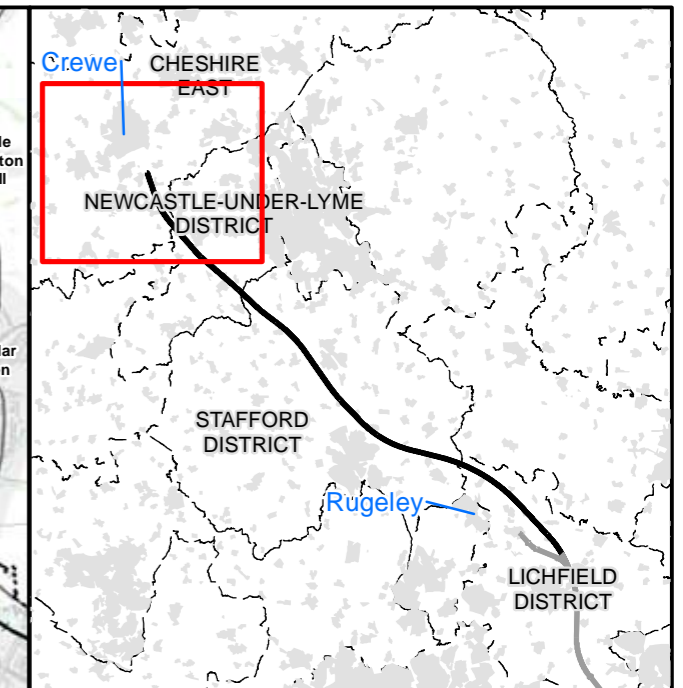 Crewe
CHESHIRE
EAST
NEWCASTLE-UNDER-LYME
DISTRICT
STAFFORD
DISTRICT
Rugeley
LICHFIELD
DISTRICT